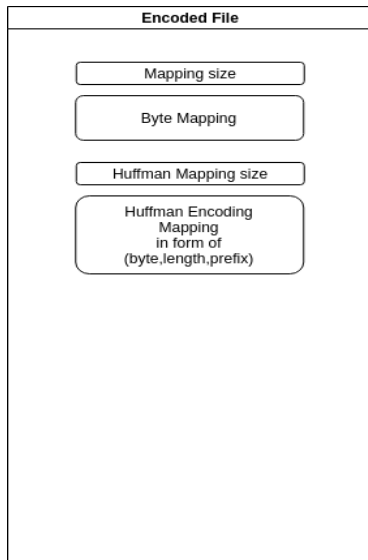 Encoded File
Mapping size
Byte Mapping
Huffman Mapping size
Huffman Encoding
Mapping
in form of
(byte,length,prefix)